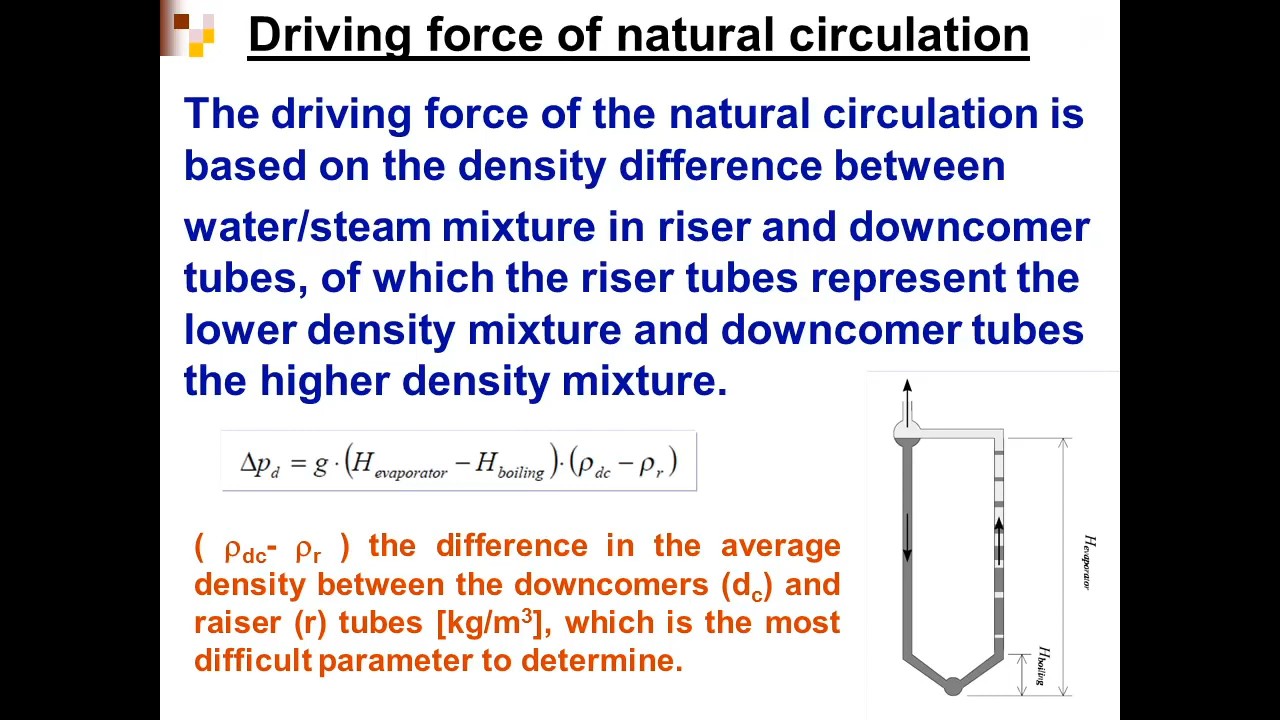 Driving force of natural circulation
The driving force of the natural circulation is
based on the density difference between
water/steam mixture in riser and downcomer
tubes, of which the riser tubes represent the
lower density mixture and downcomer tubes
the higher density mixture.
Δp_d = g · (H_evaporator − H_boiling) · (ρ_dc − ρ_r)
( ρ_dc- ρ_r ) the difference in the average
density between the downcomers (d_c) and
raiser (r) tubes [kg/m³], which is the most
difficult parameter to determine.
H_evaporator
H_boiling